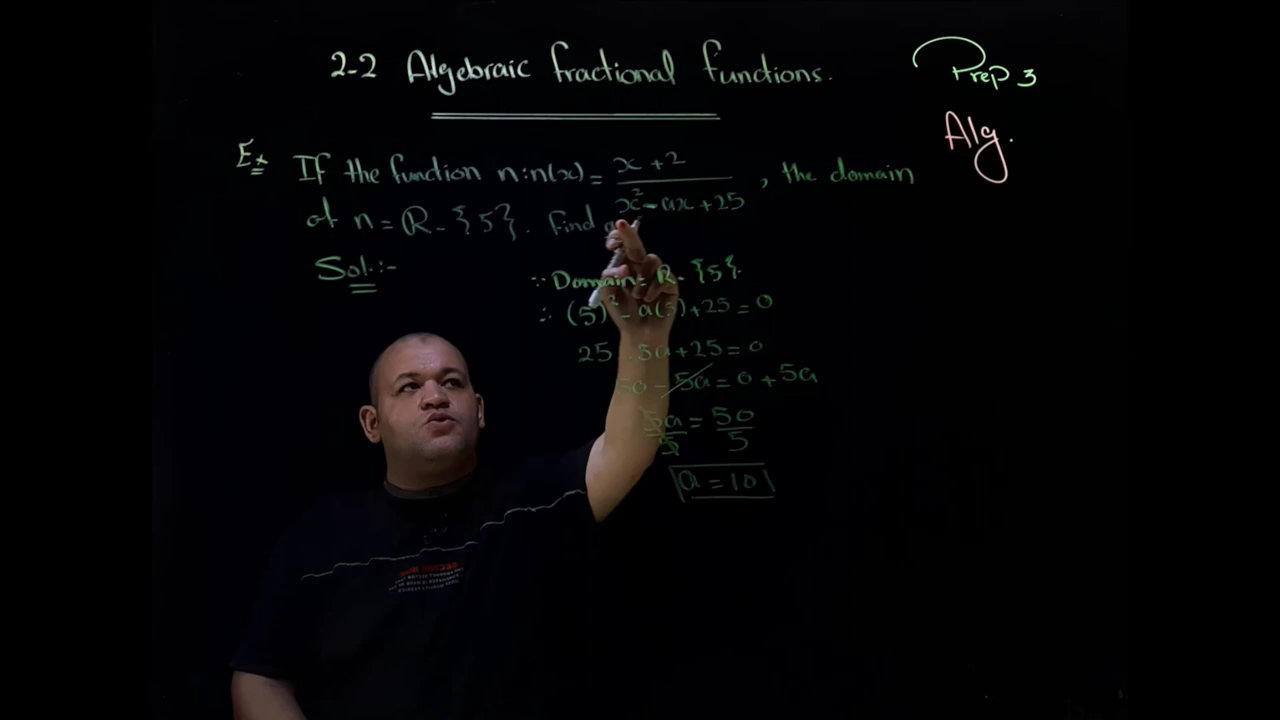 2-2 Algebraic fractional functions.
Prep 3
Alg.
Ex If the function n:n(x) = x + 2 / x² - ax + 25 , the domain
of n = R - {5}. Find a
Sol:-
∵ Domain = R - {5}.
∴ (5)² - a(5) + 25 = 0
25 - 5a + 25 = 0
50 - 5a = 0 + 5a
5a / 5 = 50 / 5
a = 10